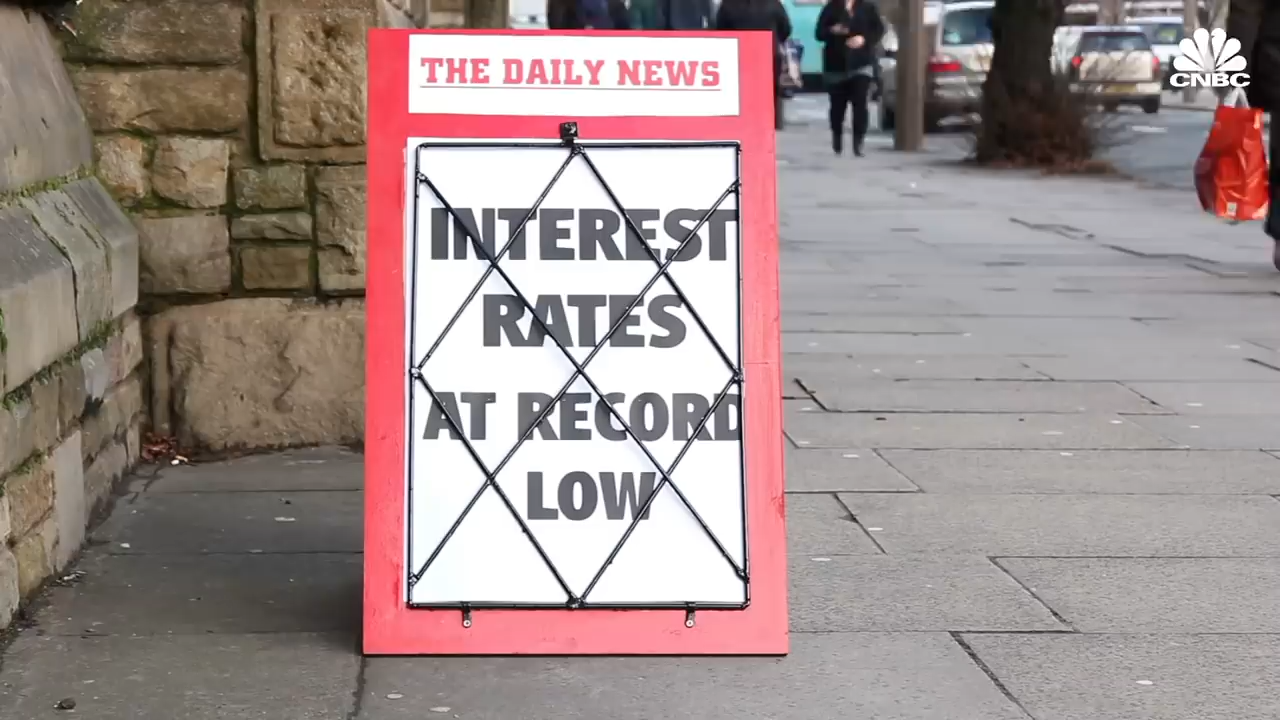 THE DAILY NEWS
CNBC
INTEREST
RATES
AT RECORD
LOW